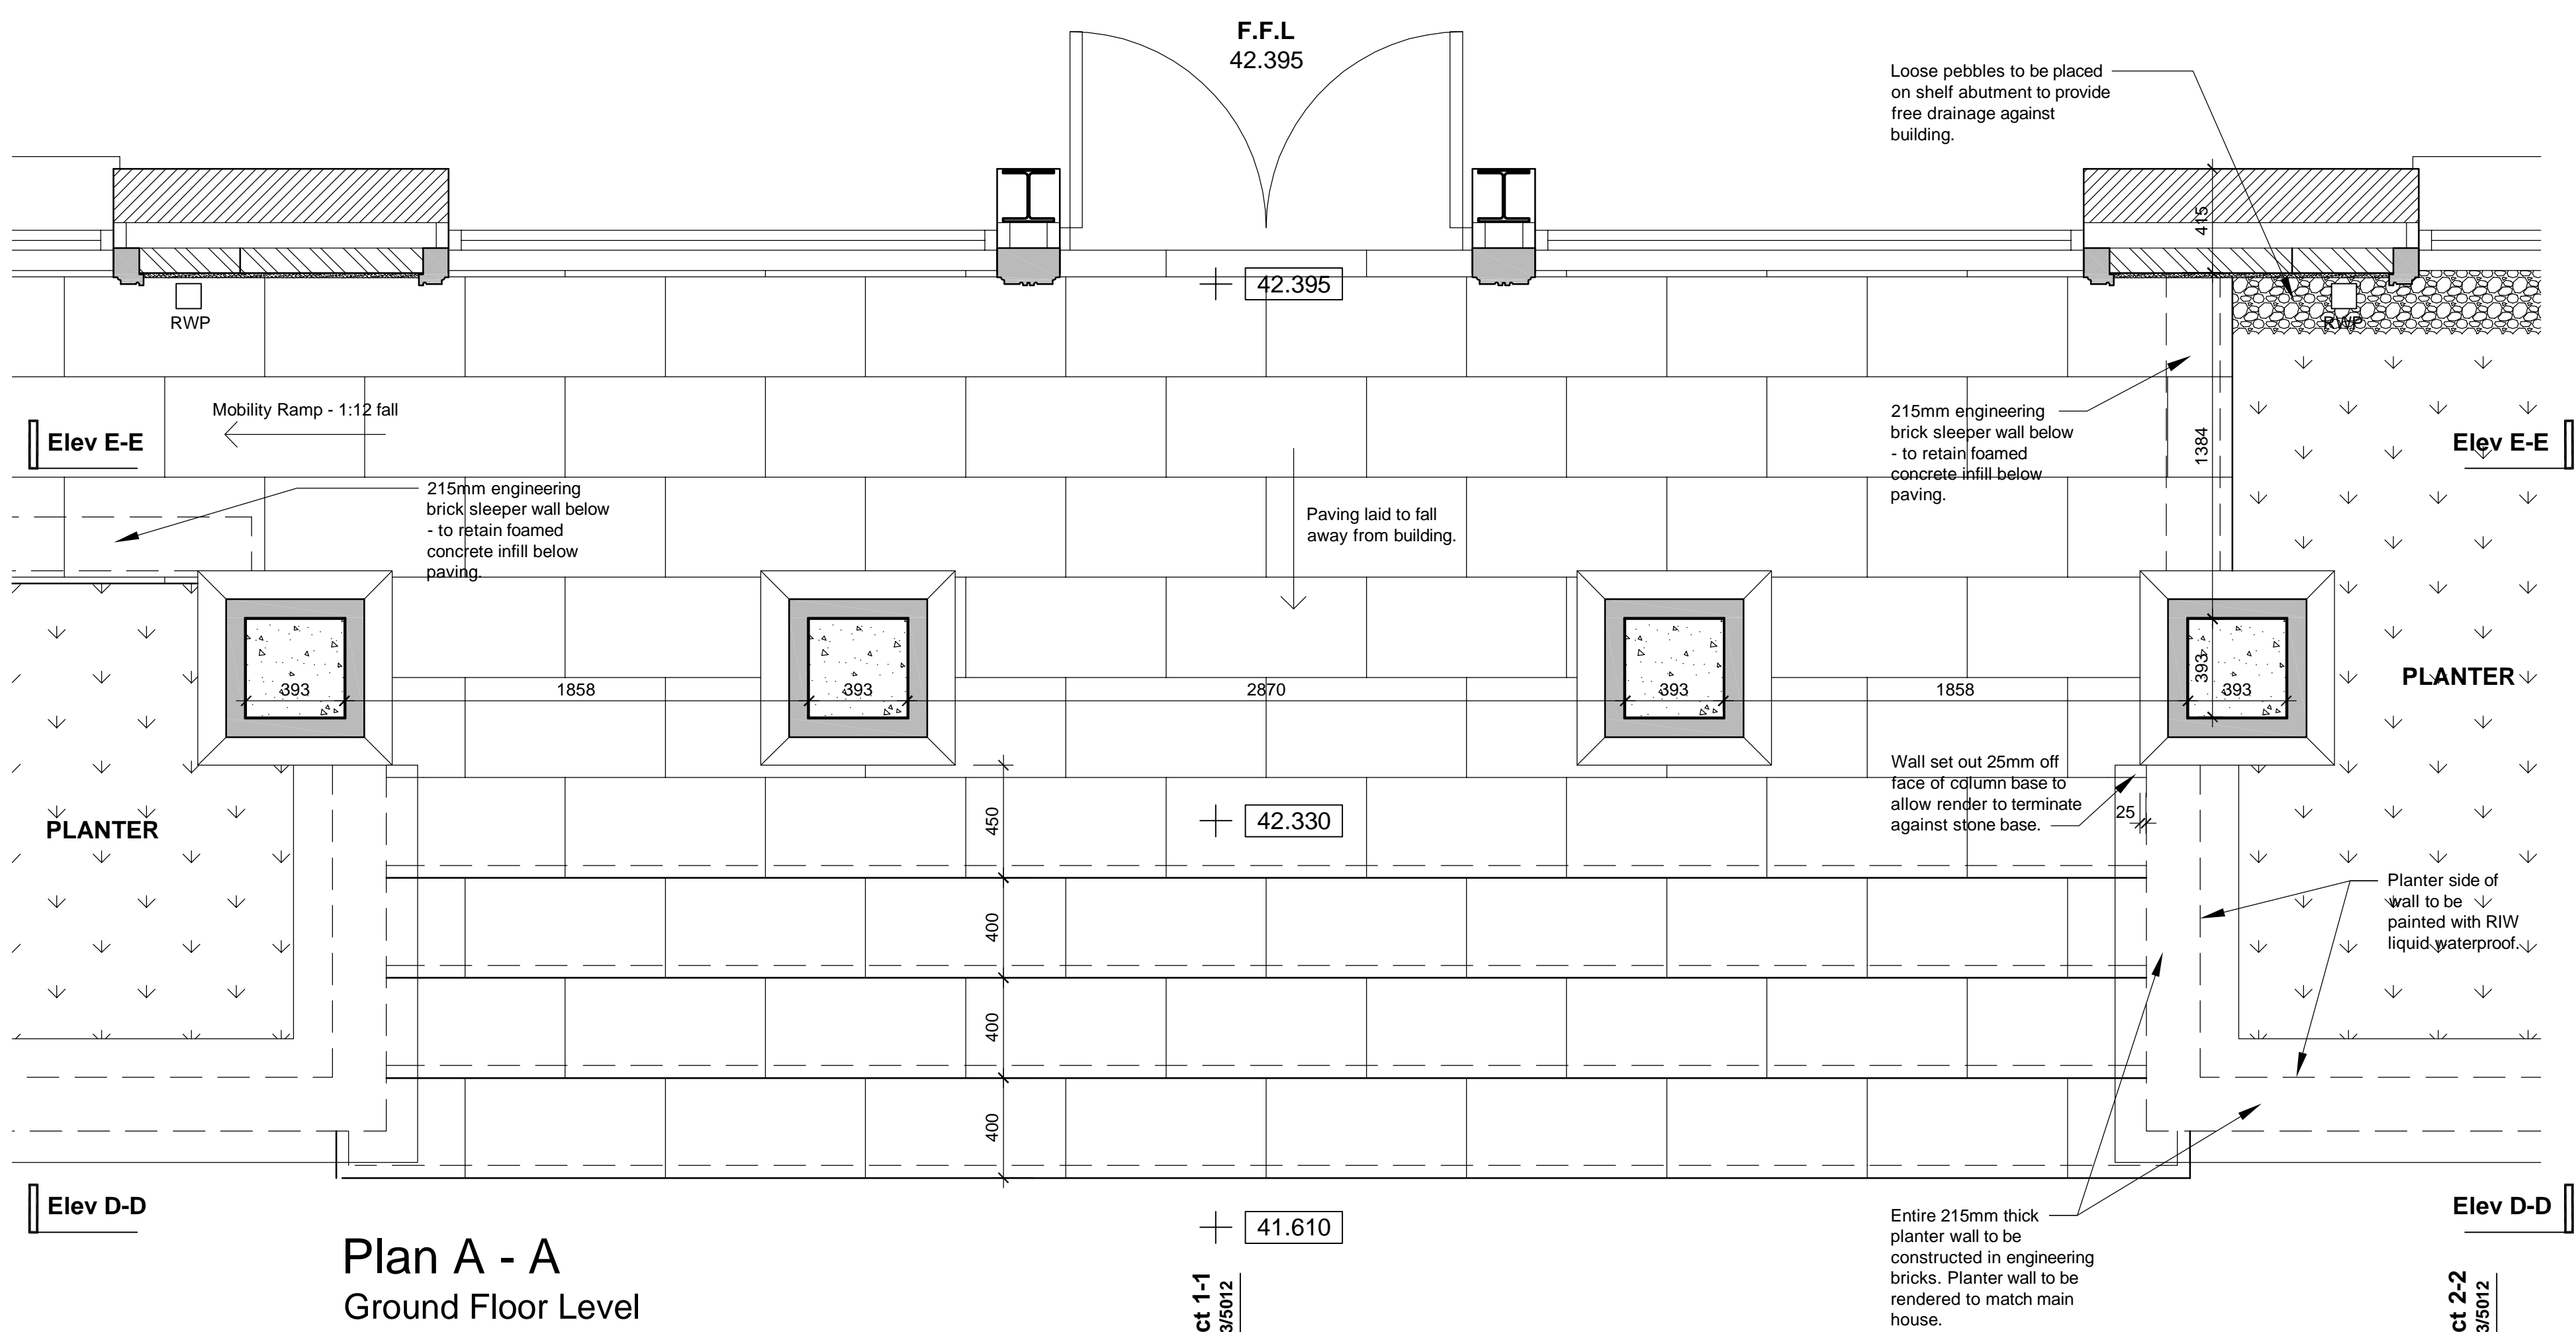 F.F.L
42.395
Loose pebbles to be placed
on shelf abutment to provide
free drainage against
building.
415
42.395
RWP
RWP
Mobility Ramp - 1:12 fall
Elev E-E
215mm engineering
brick sleeper wall below
- to retain foamed
concrete infill below
paving.
1384
Elev E-E
215mm engineering
brick sleeper wall below
- to retain foamed
concrete infill below
paving.
Paving laid to fall
away from building.
393
1858
393
2870
393
1858
393
393
PLANTER
PLANTER
Wall set out 25mm off
face of column base to
allow render to terminate
against stone base.
25
450
42.330
400
400
400
Planter side of
wall to be
painted with RIW
liquid waterproof.
Elev D-D
Elev D-D
41.610
Entire 215mm thick
planter wall to be
constructed in engineering
bricks. Planter wall to be
rendered to match main
house.
Plan A - A
Ground Floor Level
ct 1-1
3/5012
ct 2-2
3/5012